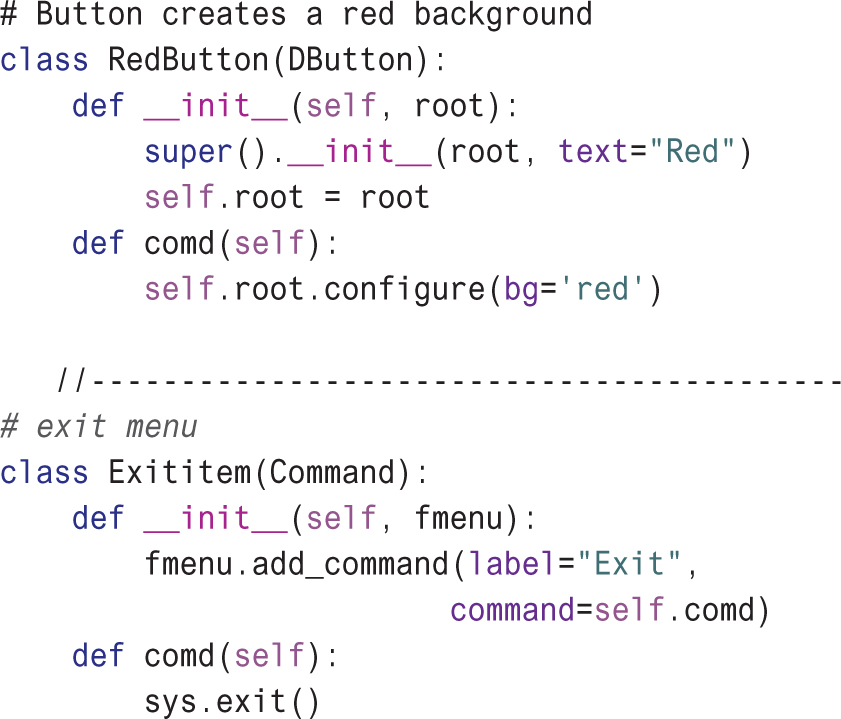 # Button creates a red background
class RedButton(DButton):
    def __init__(self, root):
        super().__init__(root, text="Red")
        self.root = root
    def comd(self):
        self.root.configure(bg='red')
   //------------------------------------------
# exit menu
class Exititem(Command):
    def __init__(self, fmenu):
        fmenu.add_command(label="Exit",
                         command=self.comd)
    def comd(self):
        sys.exit()